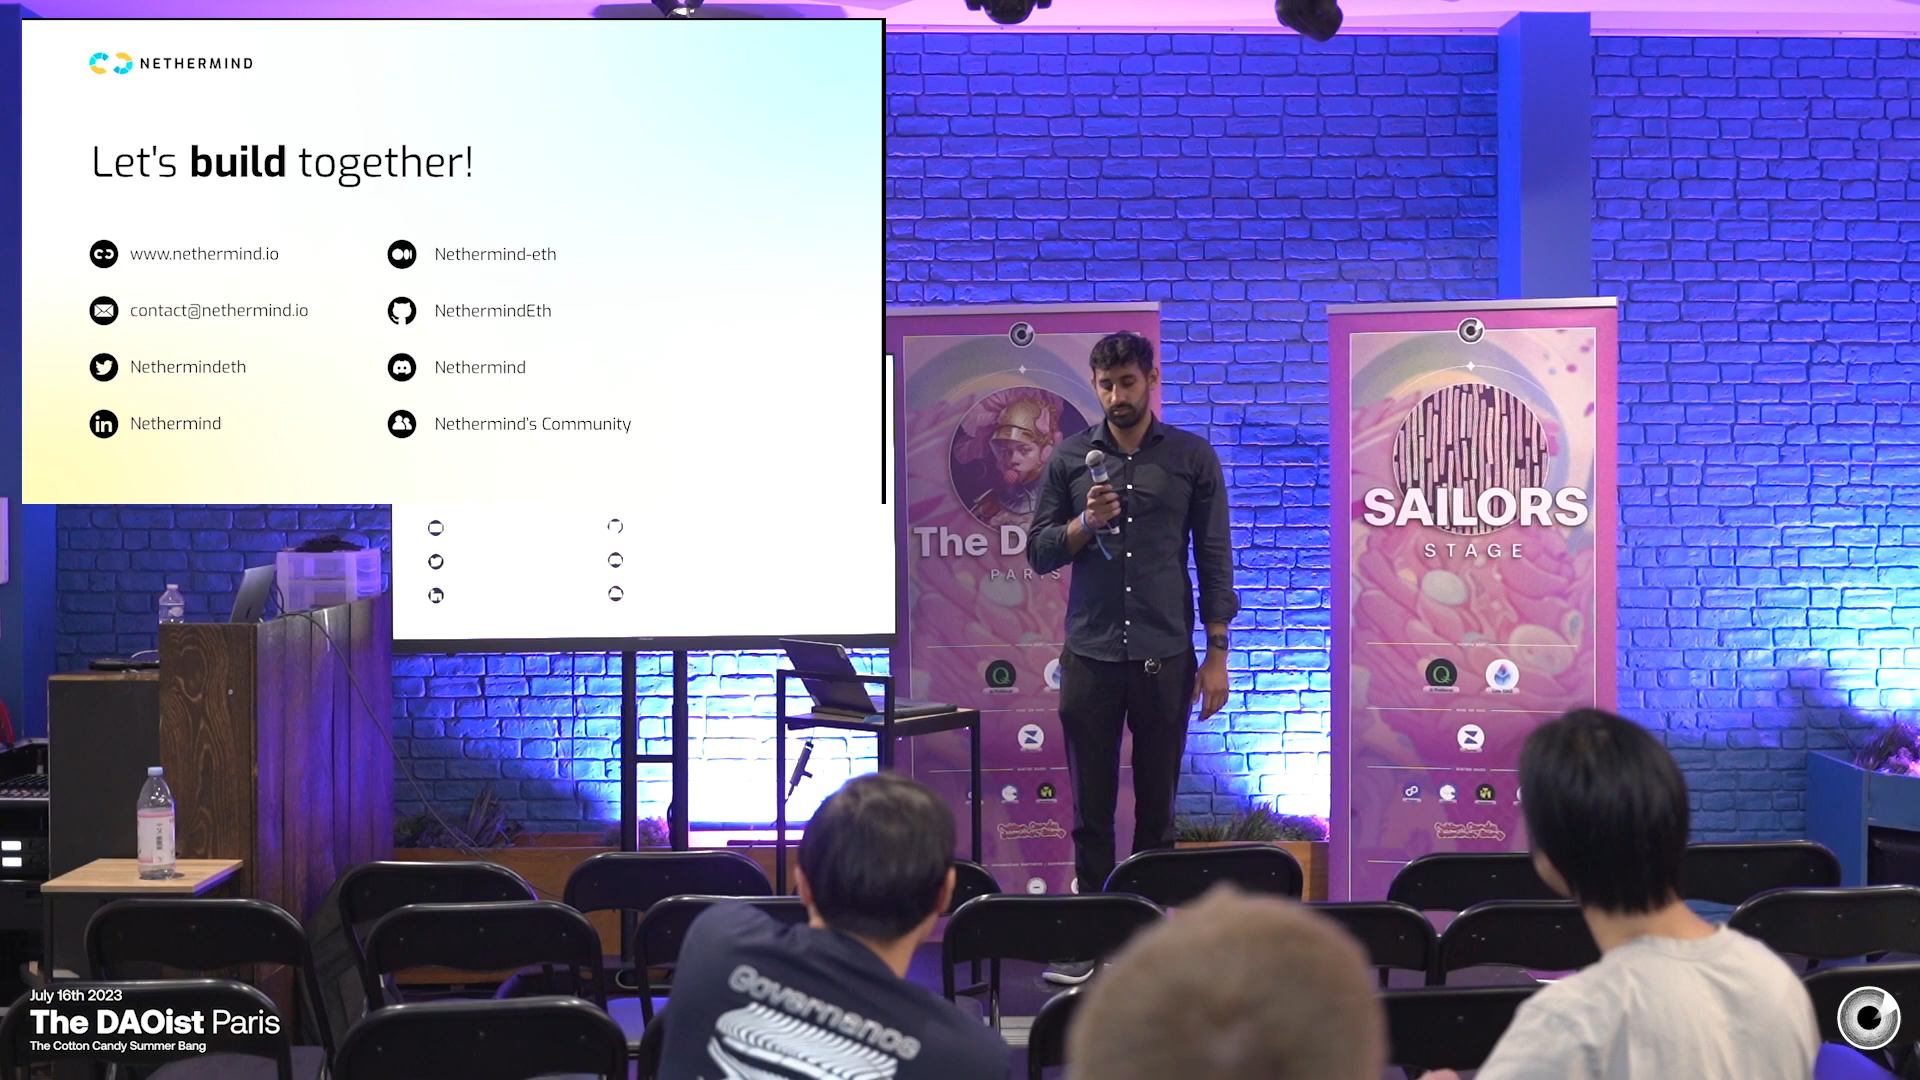 NETHERMIND
Let's build together!
www.nethermind.io
contact@nethermind.io
Nethermindeth
Nethermind
Nethermind-eth
NethermindEth
Nethermind
Nethermind's Community
The D
PARIS
SAILORS
STAGE
Governance
July 16th 2023
The DAOist Paris
The Cotton Candy Summer Bang